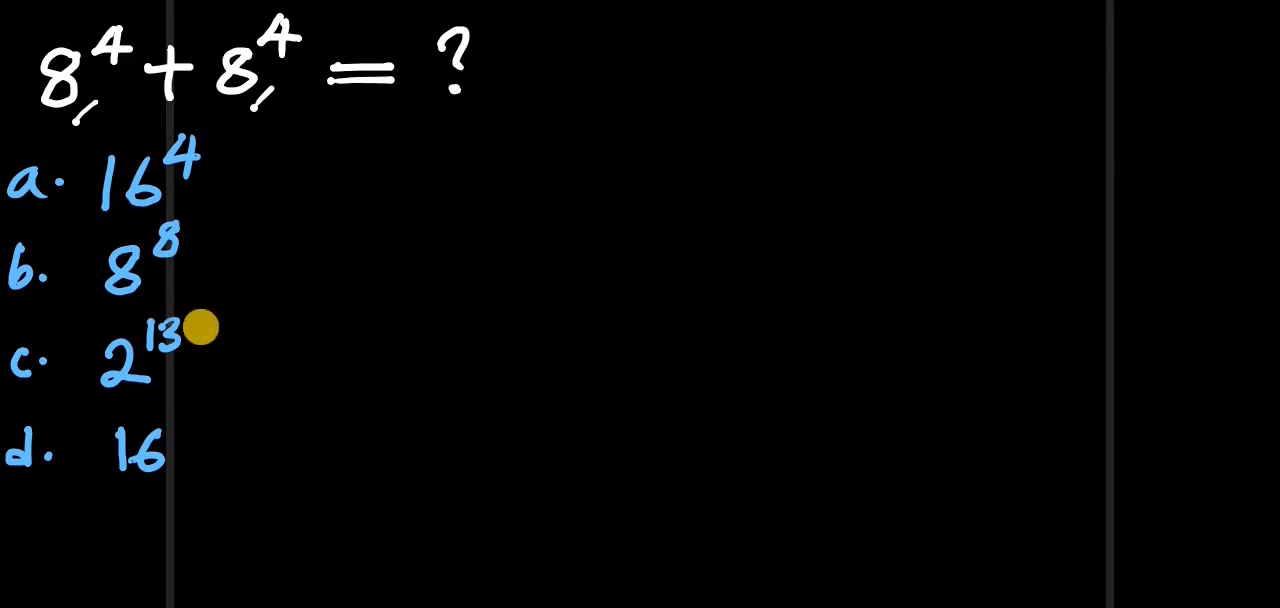 8⁴ + 8⁴ = ?
a. 16⁴
b. 8⁸
c. 2¹³
d. 16